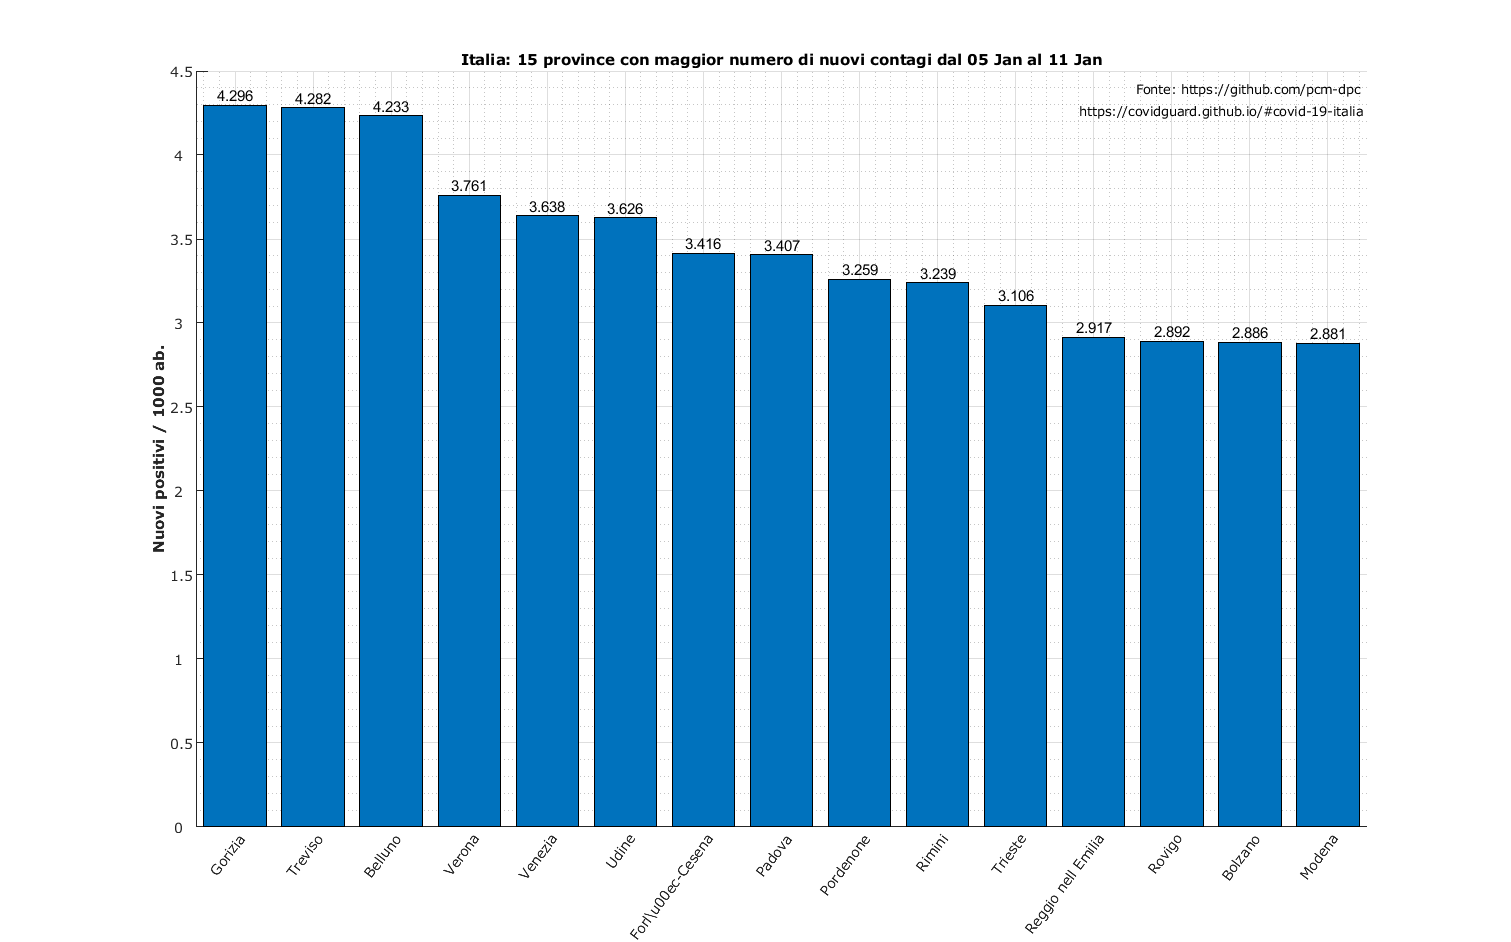 Italia: 15 province con maggior numero di nuovi contagi dal 05 Jan al 11 Jan
Fonte: https://github.com/pcm-dpc
https://covidguard.github.io/#covid-19-italia
Nuovi positivi / 1000 ab.
4.5
4
3.5
3
2.5
2
1.5
1
0.5
0
4.296
4.282
4.233
3.761
3.638
3.626
3.416
3.407
3.259
3.239
3.106
2.917
2.892
2.886
2.881
Gorizia
Treviso
Belluno
Verona
Venezia
Udine
Forl\u00ec-Cesena
Padova
Pordenone
Rimini
Trieste
Reggio nell Emilia
Rovigo
Bolzano
Modena